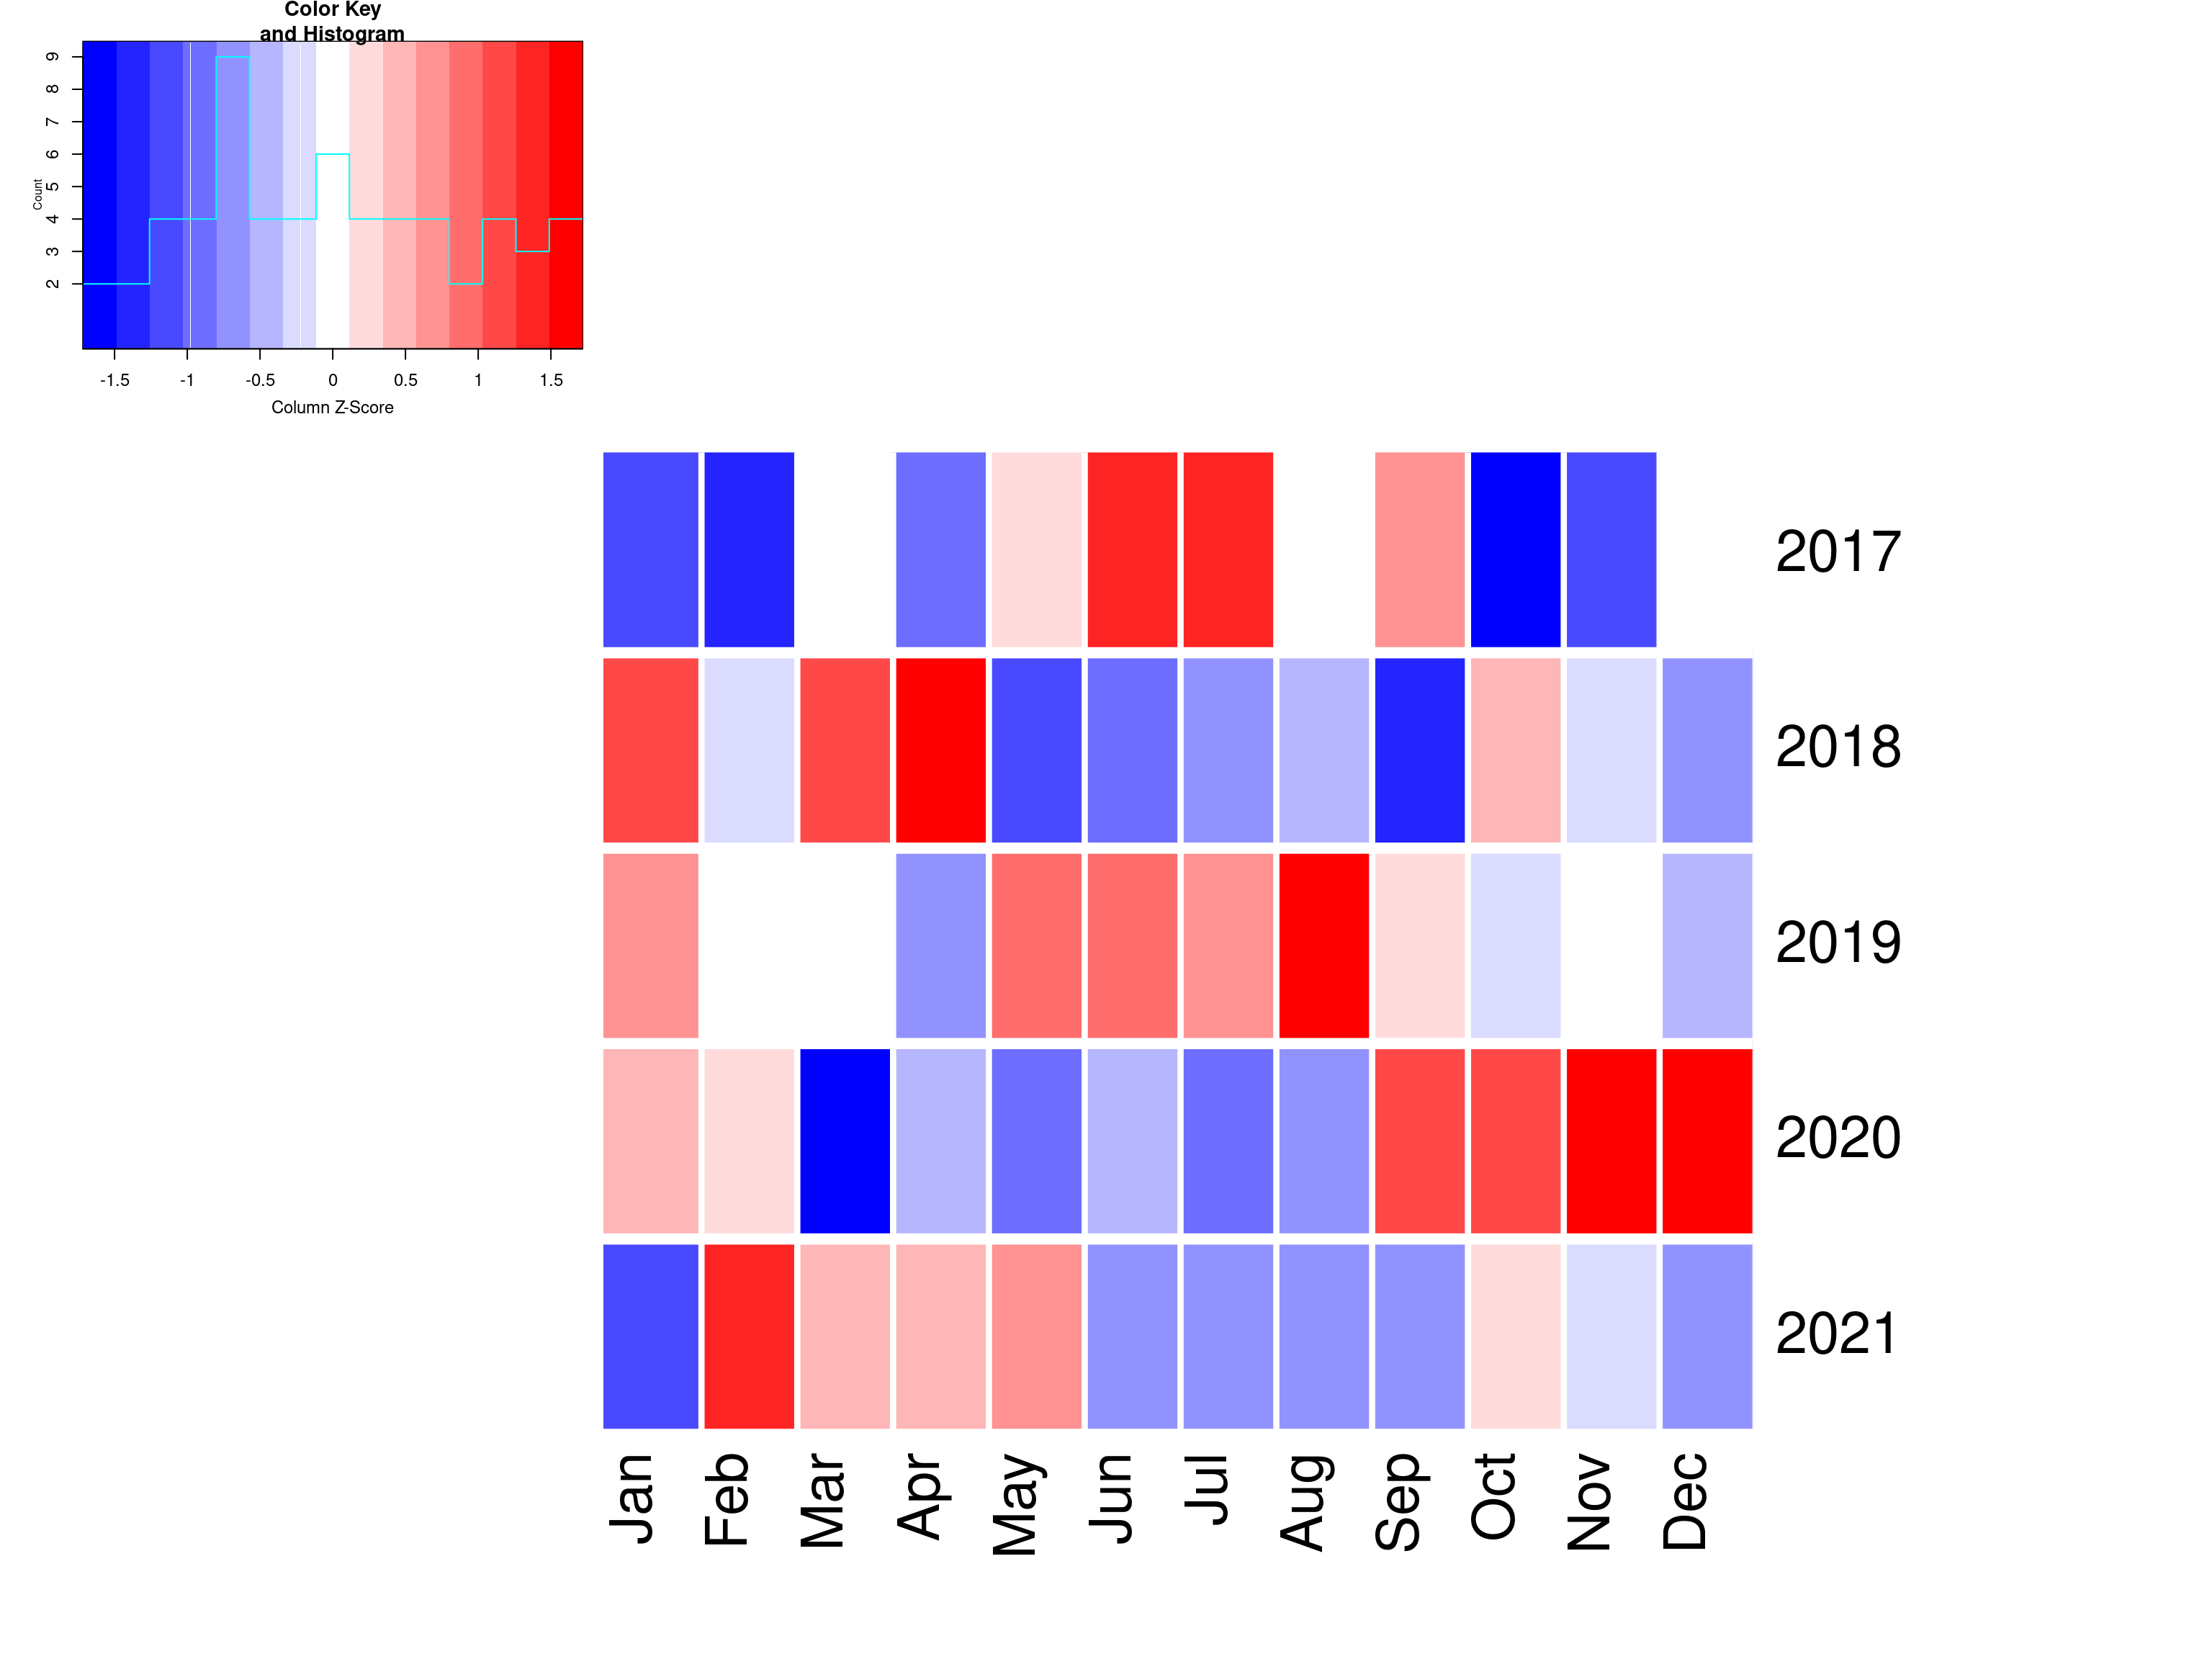 Color Key
and Histogram
9
8
7
6
5
4
3
2
Count
-1.5 -1 -0.5 0 0.5 1 1.5
Column Z-Score
2017
2018
2019
2020
2021
Jan Feb Mar Apr May Jun Jul Aug Sep Oct Nov Dec